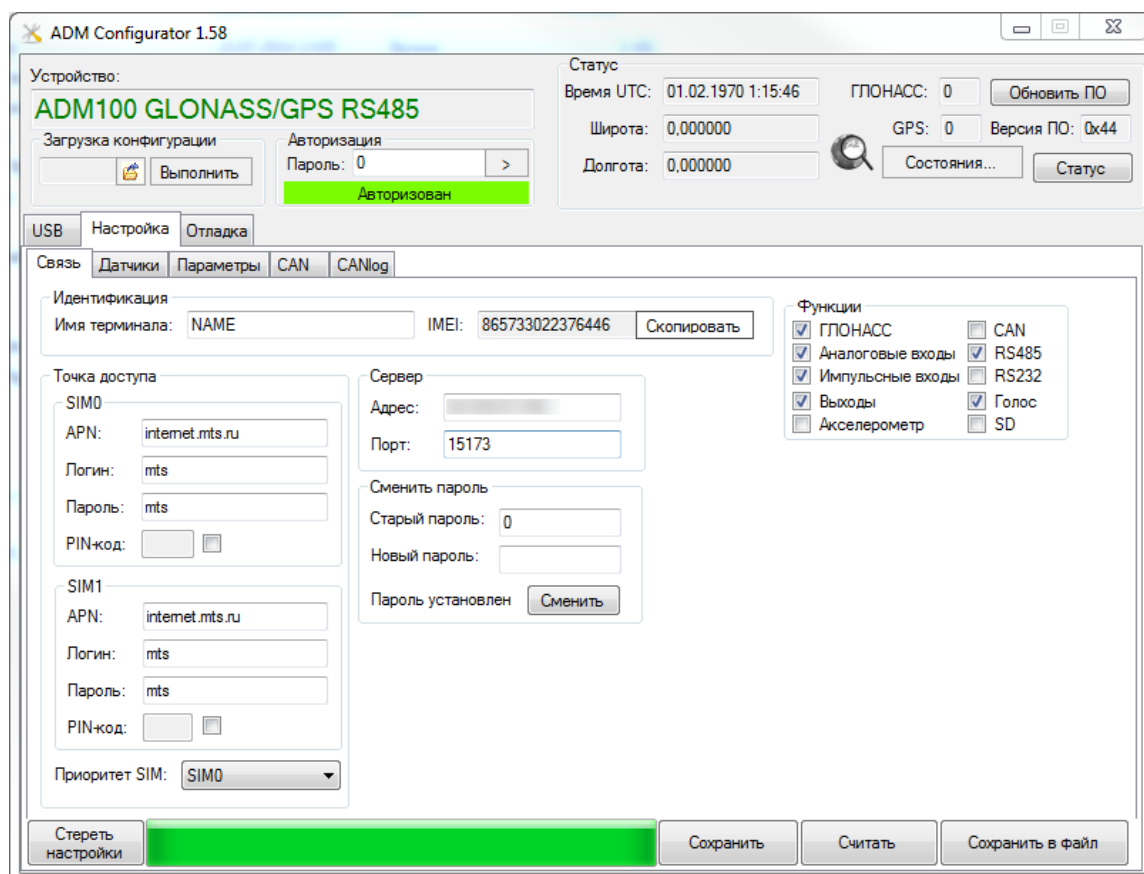 ADM Configurator 1.58
Устройство:
ADM100 GLONASS/GPS RS485
Загрузка конфигурации
Выполнить
Авторизация
Пароль: 0 >
Авторизован
Статус
Время UTC: 01.02.1970 1:15:46 ГЛОНАСС: 0 Обновить ПО
Широта: 0,000000 GPS: 0 Версия ПО: 0x44
Долгота: 0,000000 Состояния... Статус
USB Настройка Отладка
Связь Датчики Параметры CAN CANlog
Идентификация
Имя терминала: NAME IMEI: 865733022376446 Скопировать
Точка доступа
SIM0
APN: internet.mts.ru
Логин: mts
Пароль: mts
PIN-код:
SIM1
APN: internet.mts.ru
Логин: mts
Пароль: mts
PIN-код:
Приоритет SIM: SIM0
Сервер
Адрес:
Порт: 15173
Сменить пароль
Старый пароль: 0
Новый пароль:
Пароль установлен Сменить
Функции
ГЛОНАСС CAN
Аналоговые входы RS485
Импульсные входы RS232
Выходы Голос
Акселерометр SD
Стереть
настройки
Сохранить Считать Сохранить в файл